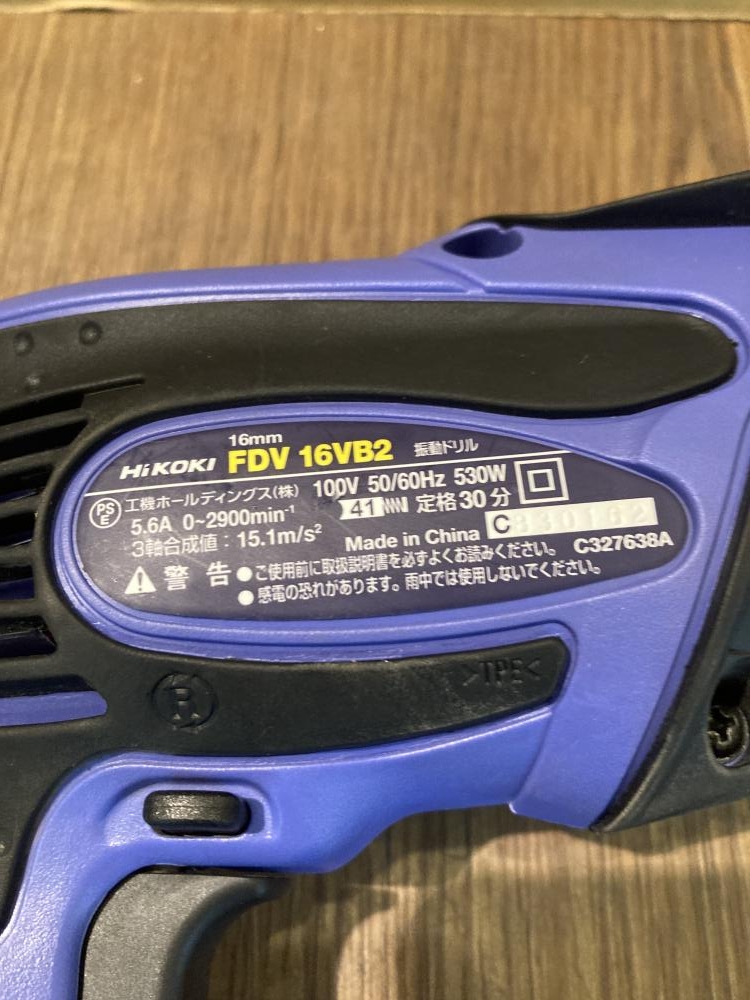 16mm
HiKOKI FDV 16VB2 振動ドリル
PS E 工機ホールディングス(株) 100V 50/60Hz 530W
5.6A 0~2900min⁻¹ 41 定格30分
3軸合成値：15.1m/s² Made in China C330162
⚠警告 ●ご使用前に取扱説明書を必ずよくお読みください。 C327638A
●感電の恐れがあります。雨中では使用しないでください。
>TPE<
R